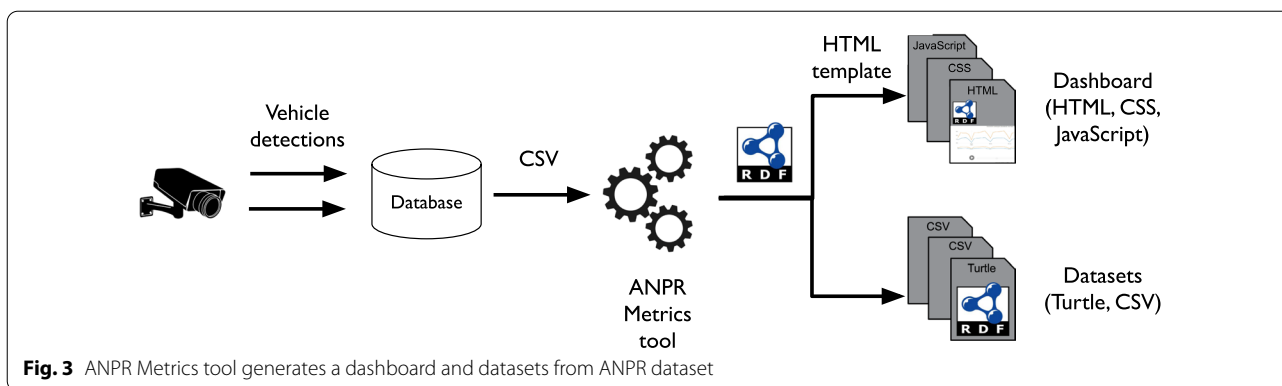 Vehicle
detections
Database
CSV
ANPR
Metrics
tool
RDF
HTML
template
JavaScript
CSS
HTML
RDF
Dashboard
(HTML, CSS,
JavaScript)
CSV
CSV
Turtle
RDF
Datasets
(Turtle, CSV)
Fig. 3 ANPR Metrics tool generates a dashboard and datasets from ANPR dataset